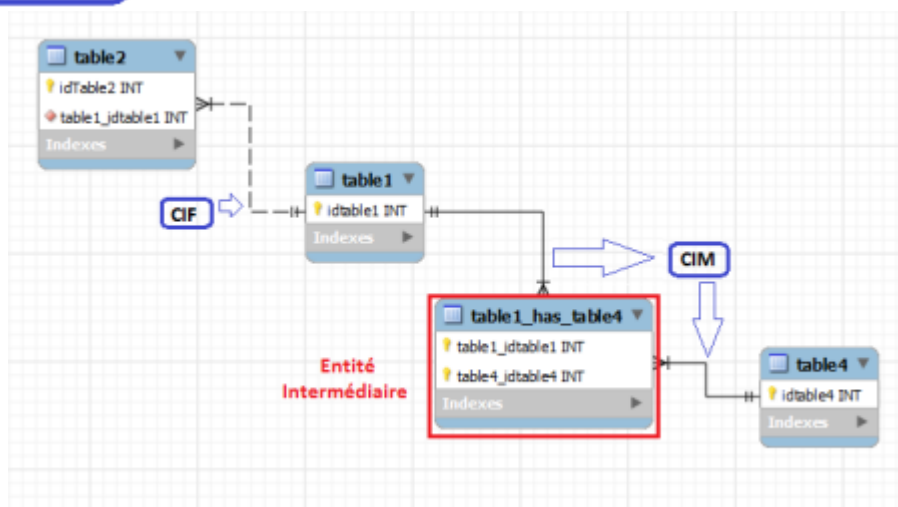 table2
idTable2 INT
table1_idtable1 INT
Indexes
table1
idtable1 INT
Indexes
CIF
CIM
table1_has_table4
table1_idtable1 INT
table4_idtable4 INT
Indexes
Entité
Intermédiaire
table4
idtable4 INT
Indexes